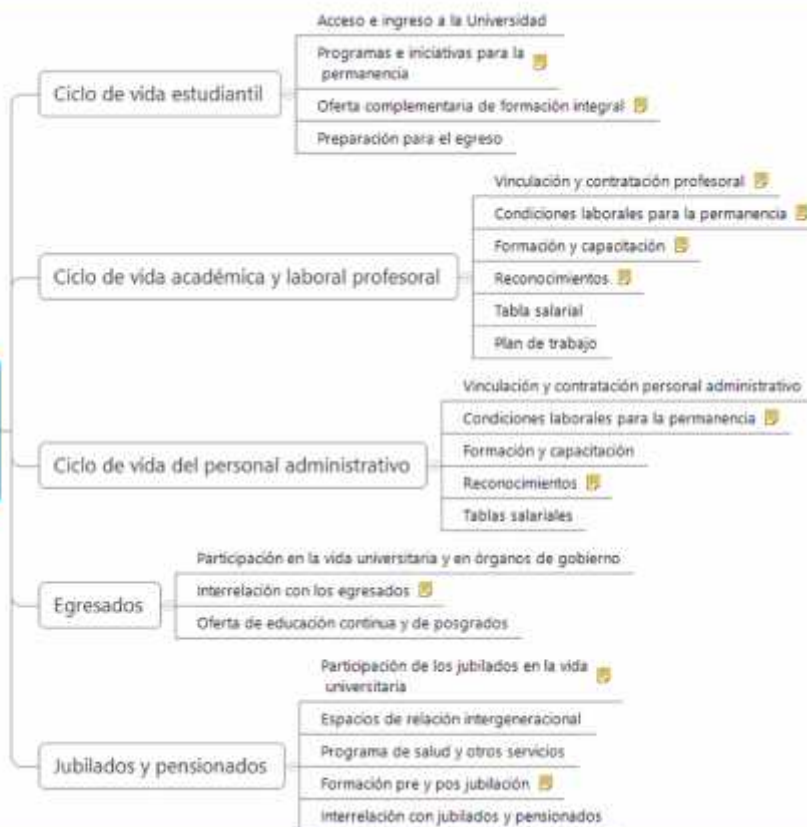 Ciclo de vida estudiantil
Acceso e ingreso a la Universidad
Programas e iniciativas para la
permanencia
Oferta complementaria de formación integral
Preparación para el egreso
Ciclo de vida académica y laboral profesoral
Vinculación y contratación profesoral
Condiciones laborales para la permanencia
Formación y capacitación
Reconocimientos
Tabla salarial
Plan de trabajo
Ciclo de vida del personal administrativo
Vinculación y contratación personal administrativo
Condiciones laborales para la permanencia
Formación y capacitación
Reconocimientos
Tablas salariales
Egresados
Participación en la vida universitaria y en órganos de gobierno
Interrelación con los egresados
Oferta de educación continua y de posgrados
Jubilados y pensionados
Participación de los jubilados en la vida
universitaria
Espacios de relación intergeneracional
Programa de salud y otros servicios
Formación pre y pos jubilación
Interrelación con jubilados y pensionados